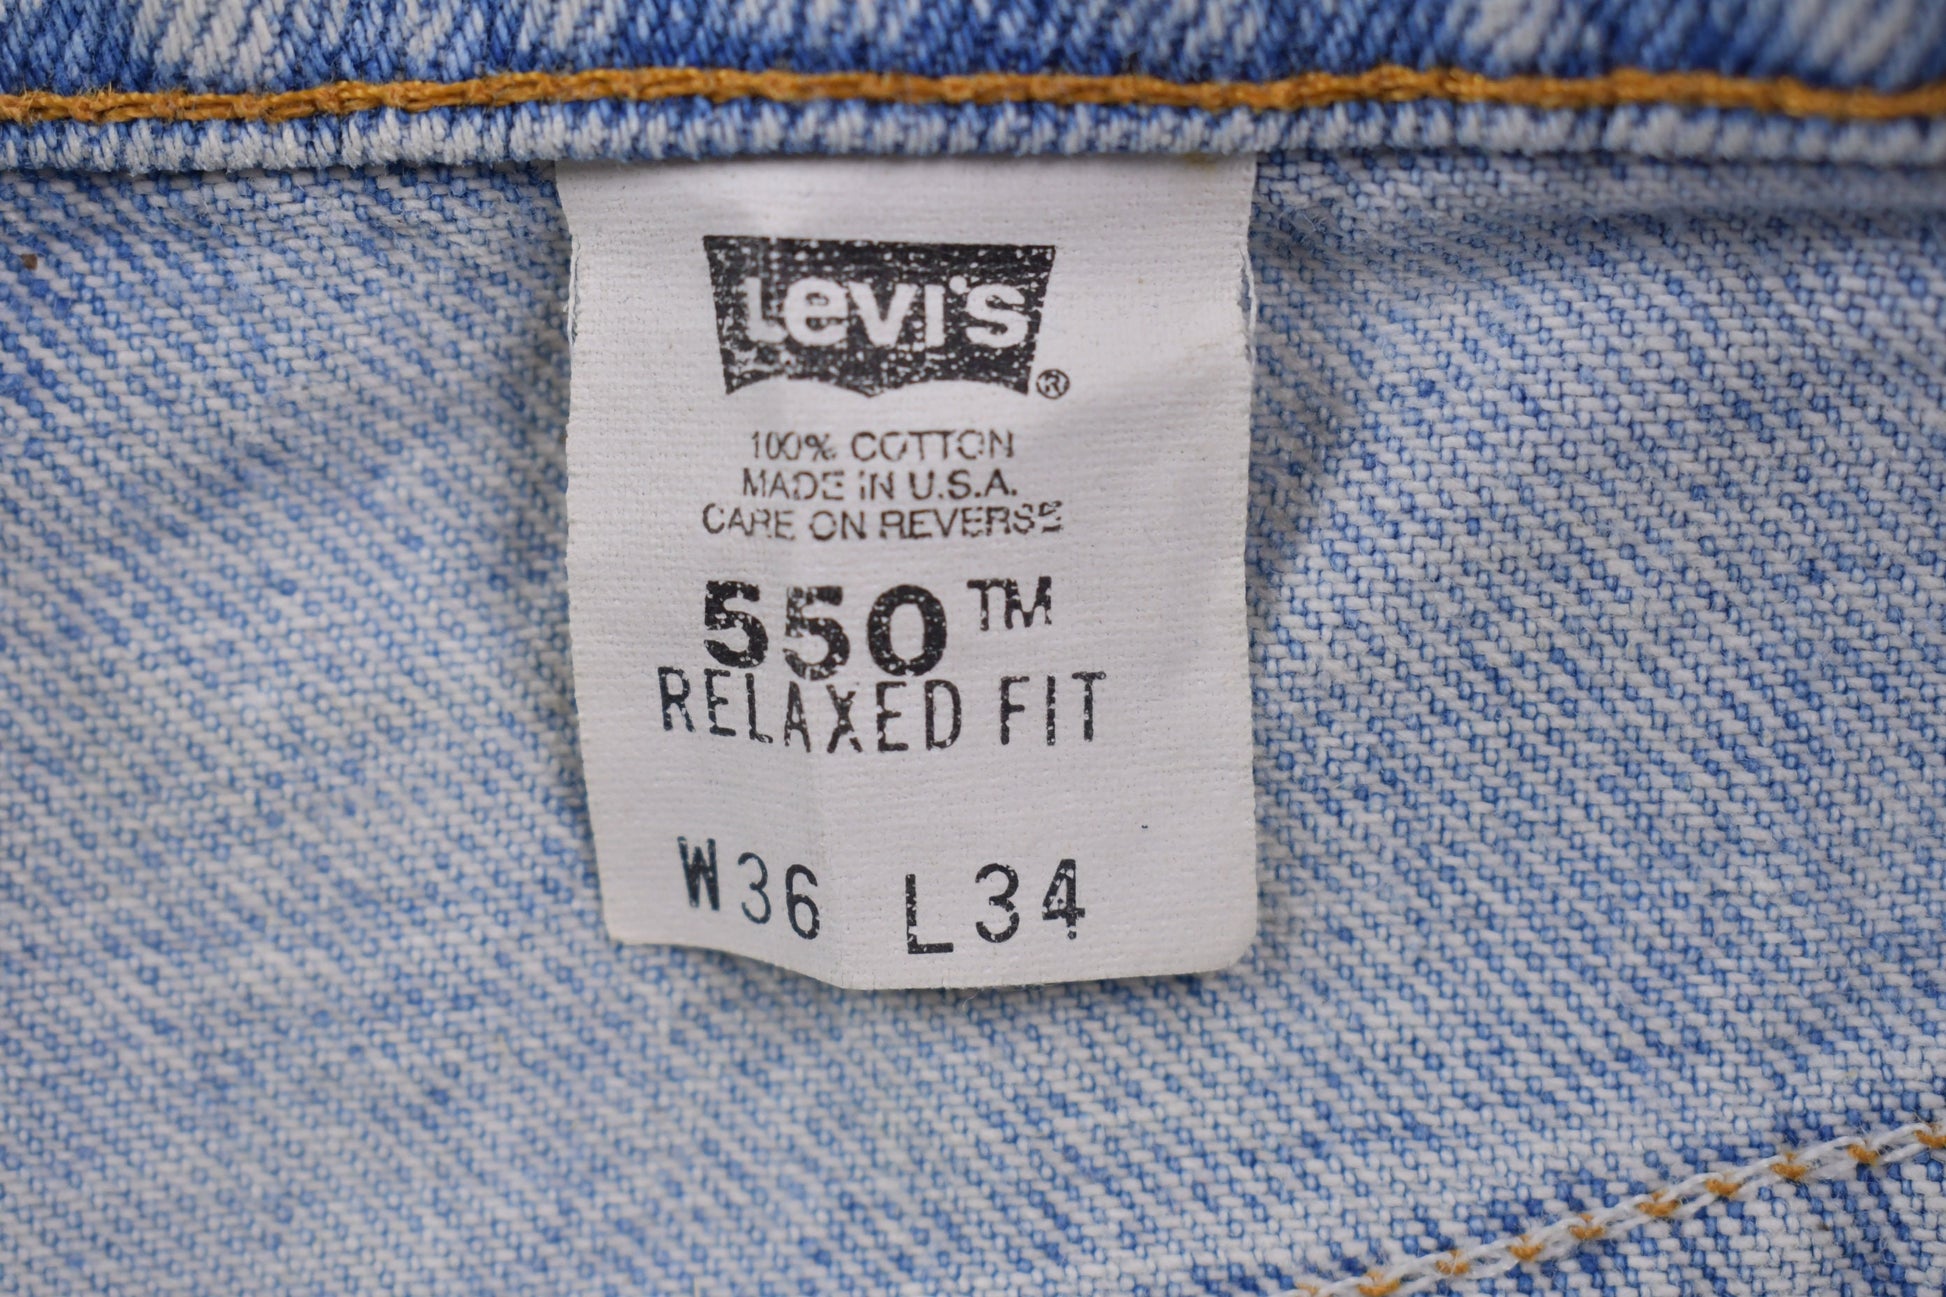 Levi's ®
100% COTTON
MADE IN U.S.A.
CARE ON REVERSE
550™
RELAXED FIT
W36 L34